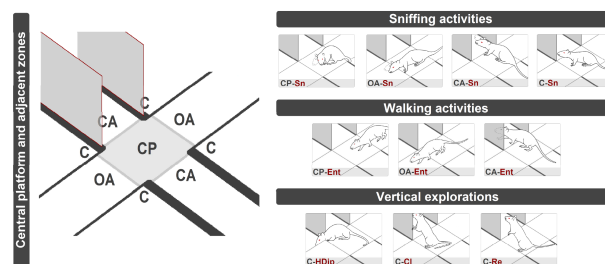 Central platform and adjacent zones
C
OA
CA
C
CP
C
OA
CA
C
Sniffing activities
CP-Sn
OA-Sn
CA-Sn
C-Sn
Walking activities
CP-Ent
OA-Ent
CA-Ent
Vertical explorations
C-HDip
C-Cl
C-Re